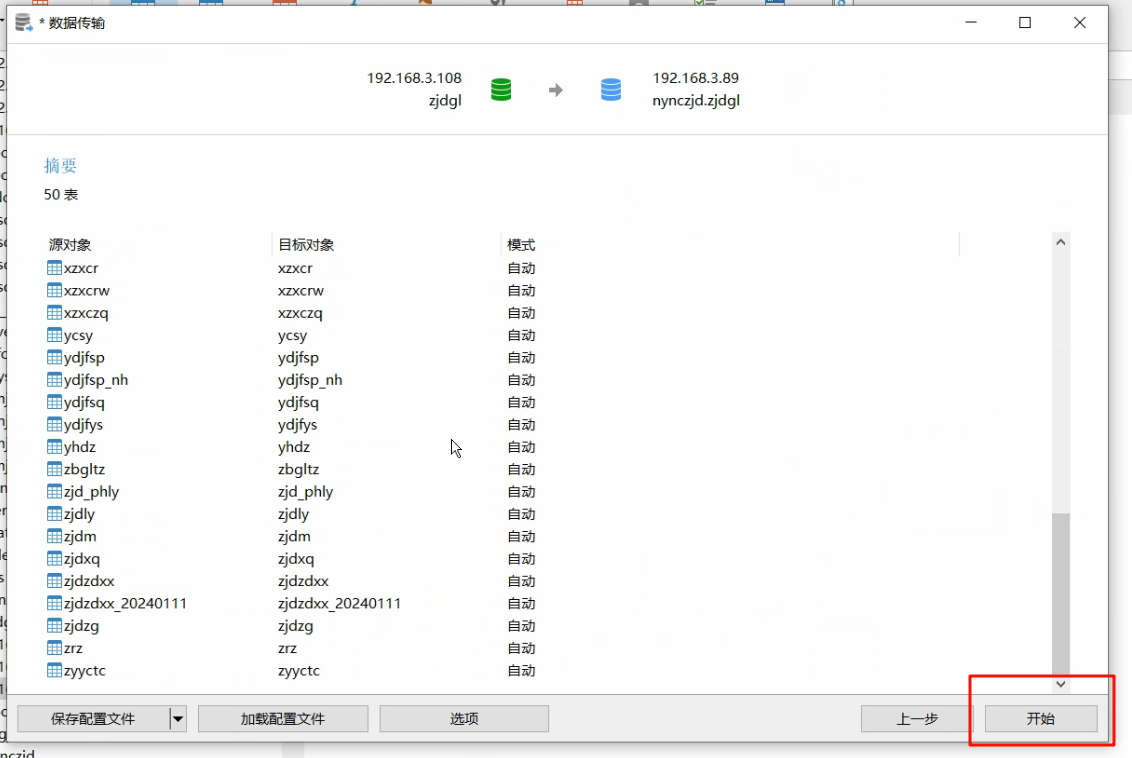 * 数据传输
192.168.3.108
zjdgl
192.168.3.89
nynczjd.zjdgl
摘要
50 表
源对象 目标对象 模式
xzxcr xzxcr 自动
xzxcrw xzxcrw 自动
xzxczq xzxczq 自动
ycsy ycsy 自动
ydjfsp ydjfsp 自动
ydjfsp_nh ydjfsp_nh 自动
ydjfsq ydjfsq 自动
ydjfys ydjfys 自动
yhdz yhdz 自动
zbgltz zbgltz 自动
zjd_phly zjd_phly 自动
zjdly zjdly 自动
zjdm zjdm 自动
zjdxq zjdxq 自动
zjdzdxx zjdzdxx 自动
zjdzdxx_20240111 zjdzdxx_20240111 自动
zjdzg zjdzg 自动
zrz zrz 自动
zyyctc zyyctc 自动
保存配置文件 加载配置文件 选项 上一步 开始